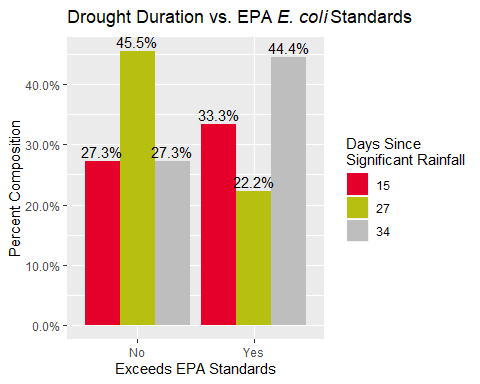 Drought Duration vs. EPA E. coli Standards
45.5%
44.4%
40.0%
33.3%
30.0%
27.3%
27.3%
22.2%
20.0%
10.0%
0.0%
Percent Composition
No
Yes
Exceeds EPA Standards
Days Since
Significant Rainfall
15
27
34